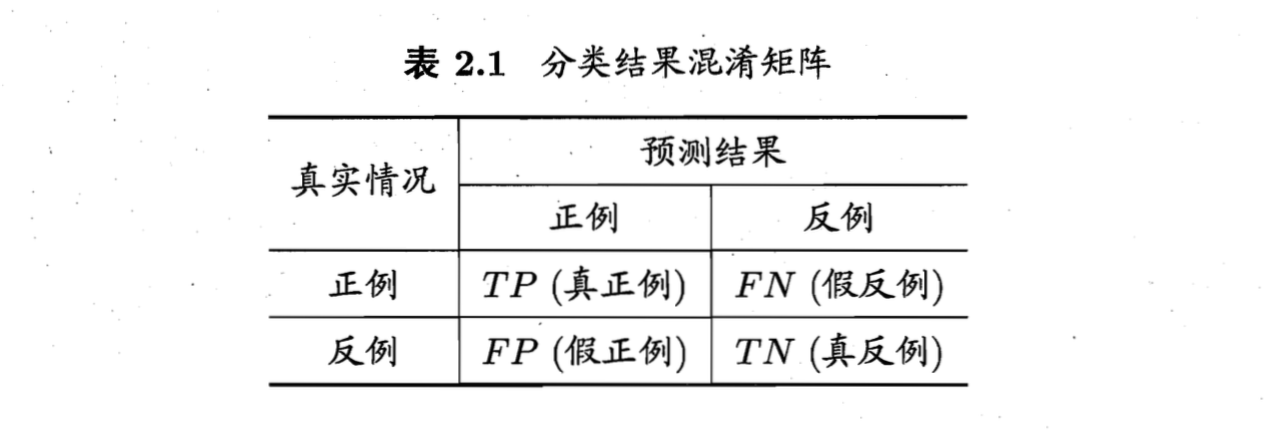 表 2.1 分类结果混淆矩阵
真实情况 预测结果
正例 反例
正例 TP (真正例) FN (假反例)
反例 FP (假正例) TN (真反例)